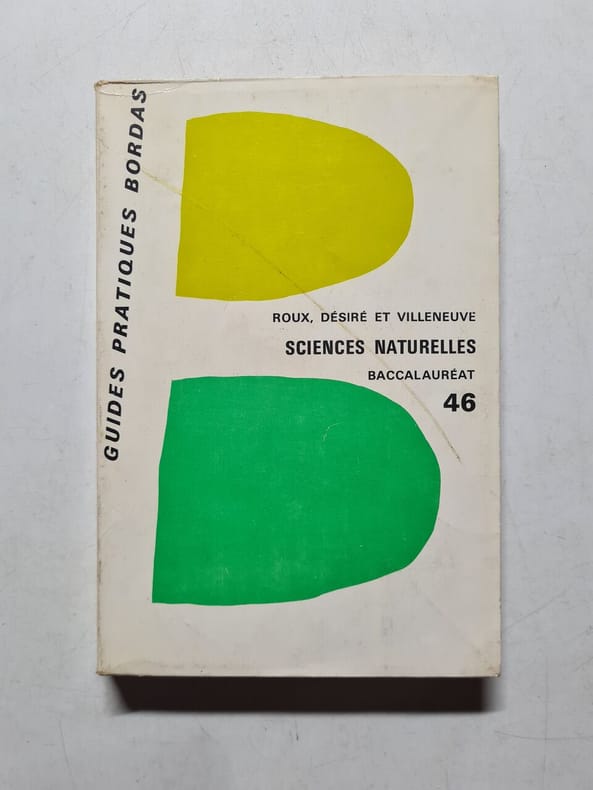 GUIDES PRATIQUES BORDAS
ROUX, DÉSIRÉ ET VILLENEUVE
SCIENCES NATURELLES
BACCALAURÉAT
46